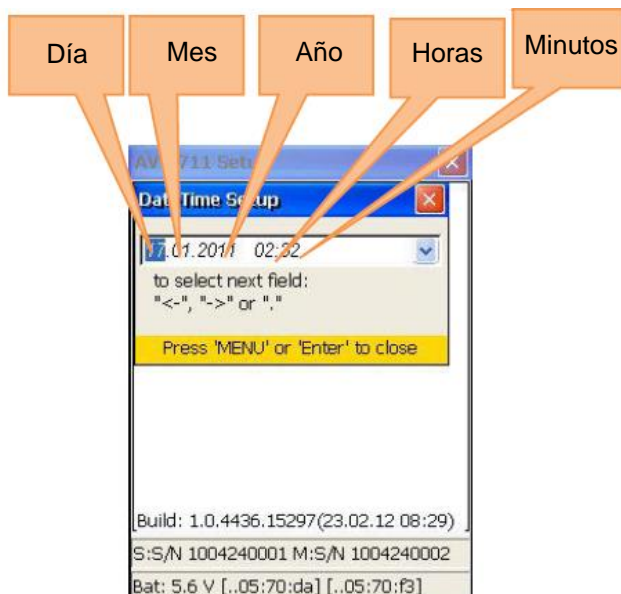 Día Mes Año Horas Minutos
Setup
Date Time Setup
.01.2011 02:32
to select next field:
"<-", "->" or "."
Press 'MENU' or 'Enter' to close
Build: 1.0.4436.15297(23.02.12 08:29)
S:S/N 1004240001 M:S/N 1004240002
Bat: 5.6 V [..05:70:da] [..05:70:f3]